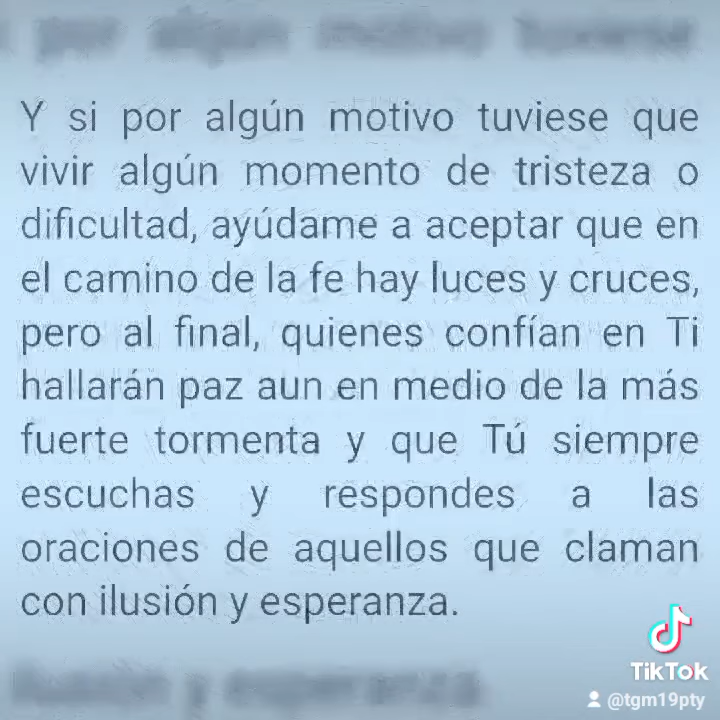 Y si por algún motivo tuviese que
vivir algún momento de tristeza o
dificultad, ayúdame a aceptar que en
el camino de la fe hay luces y cruces,
pero al final, quienes confían en Ti
hallarán paz aun en medio de la más
fuerte tormenta y que Tú siempre
escuchas y respondes a las
oraciones de aquellos que claman
con ilusión y esperanza.
TikTok
@tgm19pty